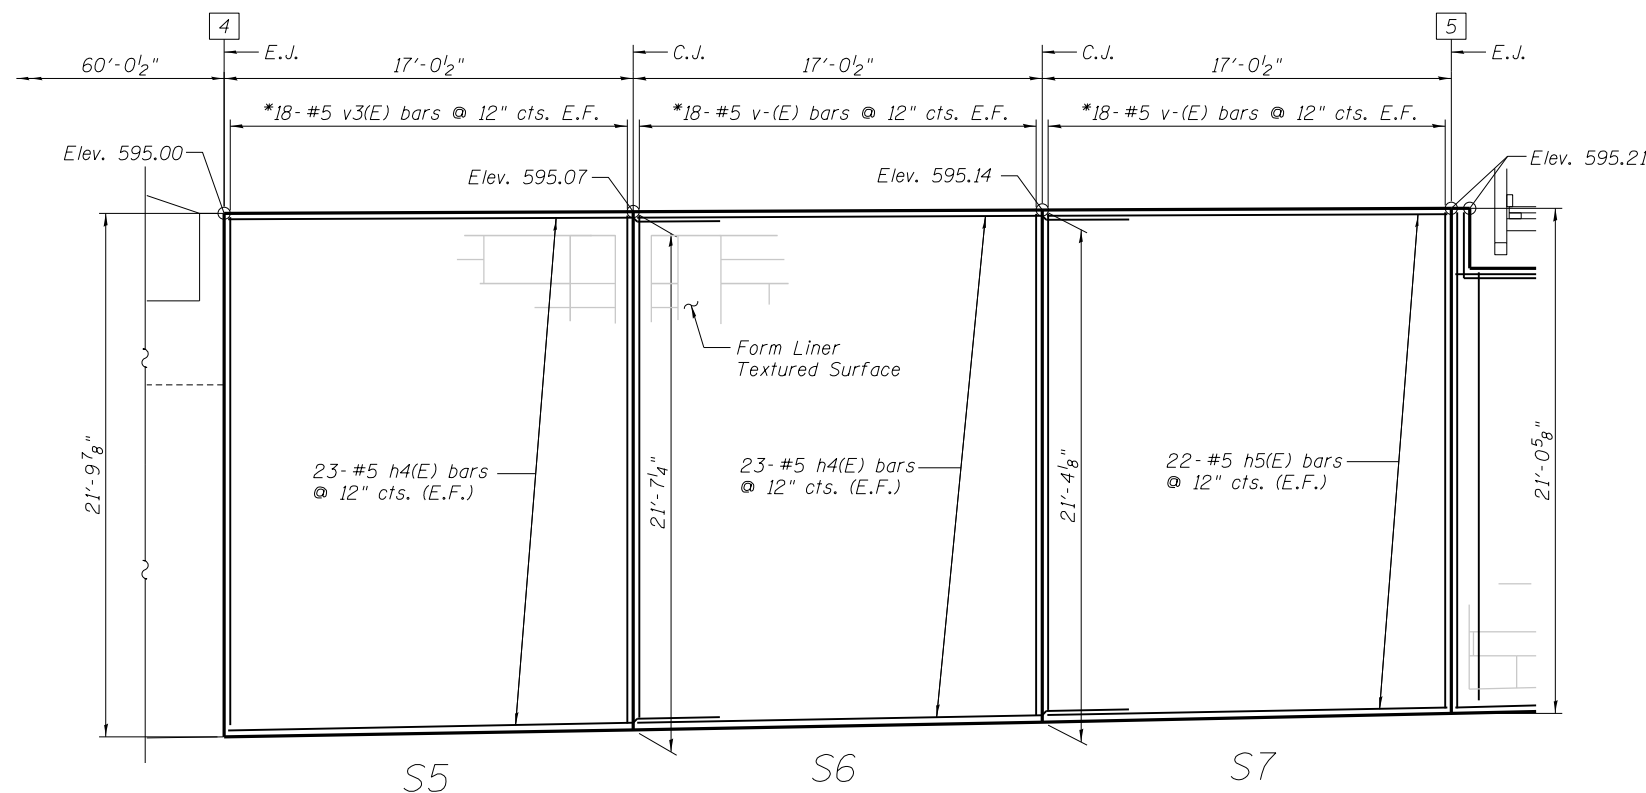 4
5
E.J.
C.J.
C.J.
E.J.
60'-0½"
17'-0½"
17'-0½"
17'-0½"
*18-#5 v3(E) bars @ 12" cts. E.F.
*18-#5 v-(E) bars @ 12" cts. E.F.
*18-#5 v-(E) bars @ 12" cts. E.F.
Elev. 595.00
Elev. 595.07
Elev. 595.14
Elev. 595.21
Form Liner
Textured Surface
21'-9⅞"
23-#5 h4(E) bars
@ 12" cts. (E.F.)
21'-7¼"
23-#5 h4(E) bars
@ 12" cts. (E.F.)
21'-4⅛"
22-#5 h5(E) bars
@ 12" cts. (E.F.)
21'-0⅝"
S5
S6
S7